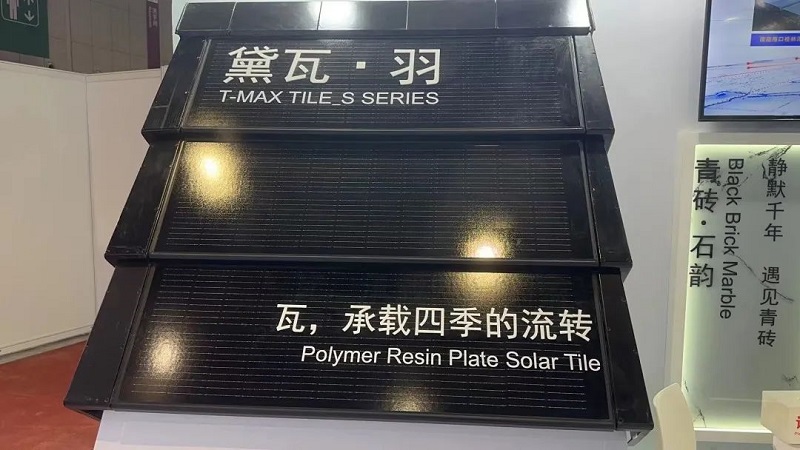 黛瓦·羽
T-MAX TILE_S SERIES
瓦，承载四季的流转
Polymer Resin Plate Solar Tile
静默千年 遇见青砖
Black Brick Marble
青砖·石韵